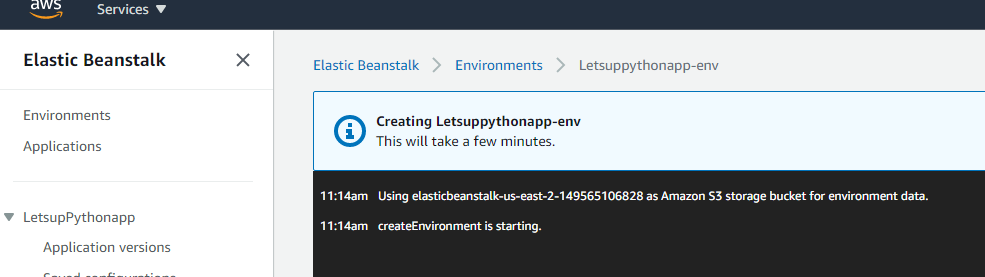 aws
Services
Elastic Beanstalk
Environments
Applications
LetsupPythonapp
Application versions
Saved configurations
Elastic Beanstalk > Environments > Letsuppythonapp-env
Creating Letsuppythonapp-env
This will take a few minutes.
11:14am Using elasticbeanstalk-us-east-2-149565106828 as Amazon S3 storage bucket for environment data.
11:14am createEnvironment is starting.